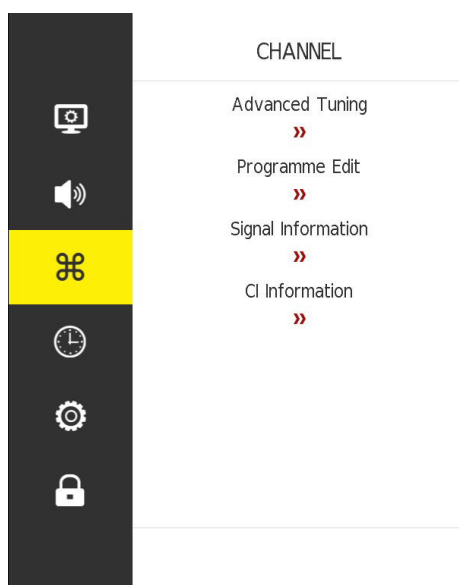 CHANNEL
Advanced Tuning
»
Programme Edit
»
Signal Information
»
CI Information
»